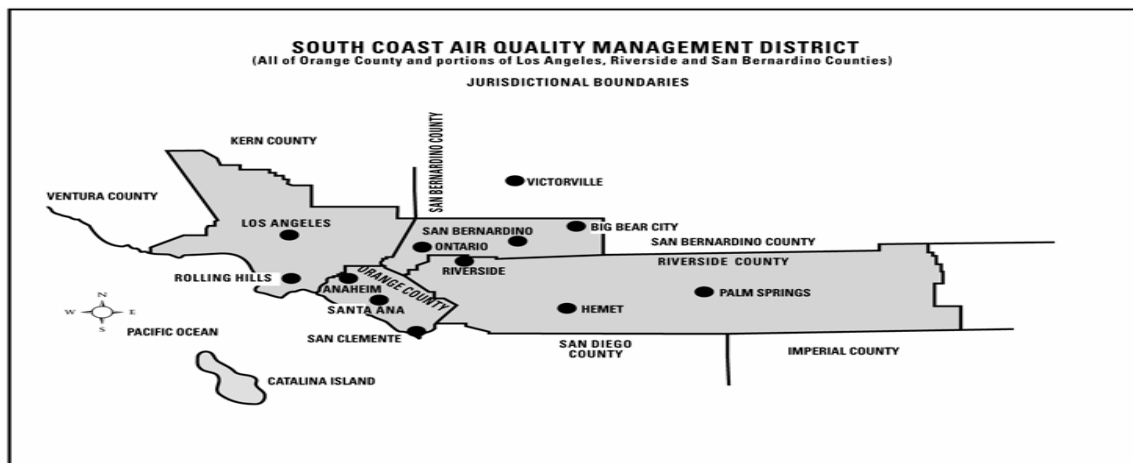 SOUTH COAST AIR QUALITY MANAGEMENT DISTRICT
(All of Orange County and portions of Los Angeles, Riverside and San Bernardino Counties)
JURISDICTIONAL BOUNDARIES
KERN COUNTY
SAN BERNARDINO COUNTY
VENTURA COUNTY
VICTORVILLE
LOS ANGELES
SAN BERNARDINO
BIG BEAR CITY
ONTARIO
SAN BERNARDINO COUNTY
RIVERSIDE
RIVERSIDE COUNTY
ROLLING HILLS
ORANGE COUNTY
ANAHEIM
PALM SPRINGS
N
W E
S
SANTA ANA
HEMET
PACIFIC OCEAN
SAN CLEMENTE
SAN DIEGO
COUNTY
IMPERIAL COUNTY
CATALINA ISLAND